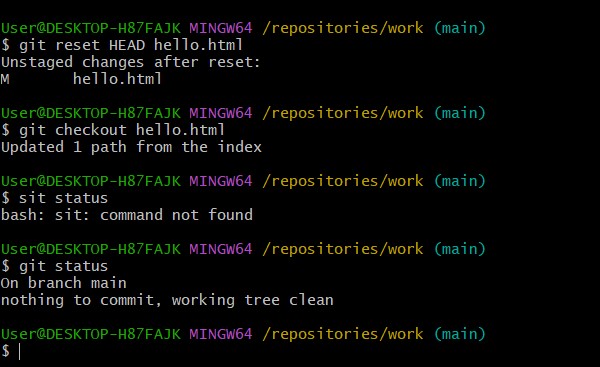 User@DESKTOP-H87FAJK MINGW64 /repositories/work (main)
$ git reset HEAD hello.html
Unstaged changes after reset:
M       hello.html
User@DESKTOP-H87FAJK MINGW64 /repositories/work (main)
$ git checkout hello.html
Updated 1 path from the index
User@DESKTOP-H87FAJK MINGW64 /repositories/work (main)
$ sit status
bash: sit: command not found
User@DESKTOP-H87FAJK MINGW64 /repositories/work (main)
$ git status
On branch main
nothing to commit, working tree clean
User@DESKTOP-H87FAJK MINGW64 /repositories/work (main)
$